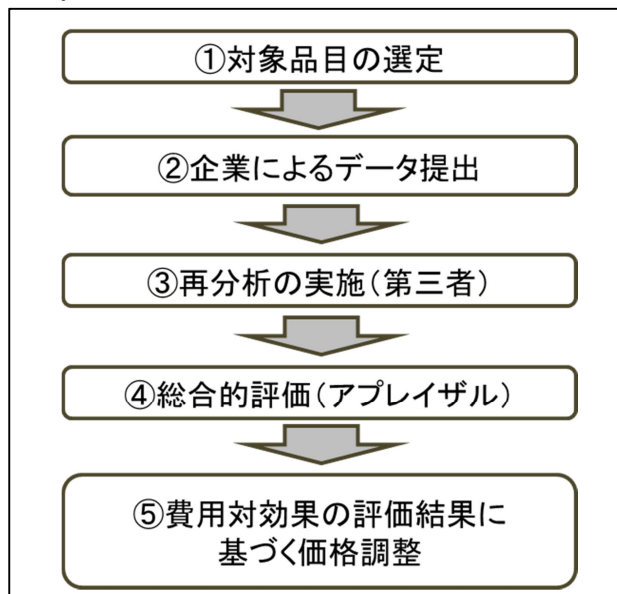 ①対象品目の選定
②企業によるデータ提出
③再分析の実施(第三者)
④総合的評価(アプレイザル)
⑤費用対効果の評価結果に
基づく価格調整